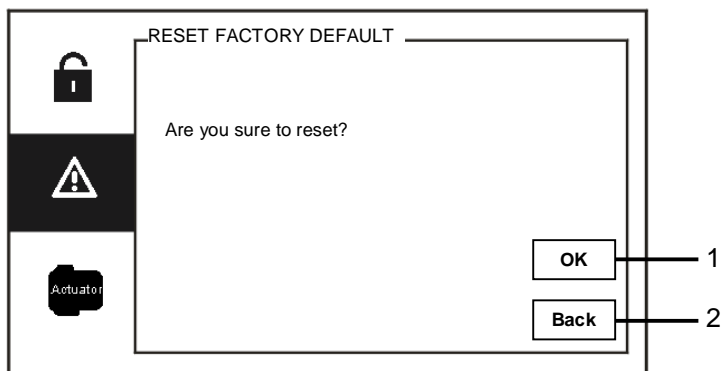 RESET FACTORY DEFAULT
Are you sure to reset?
Actuator
OK
1
Back
2